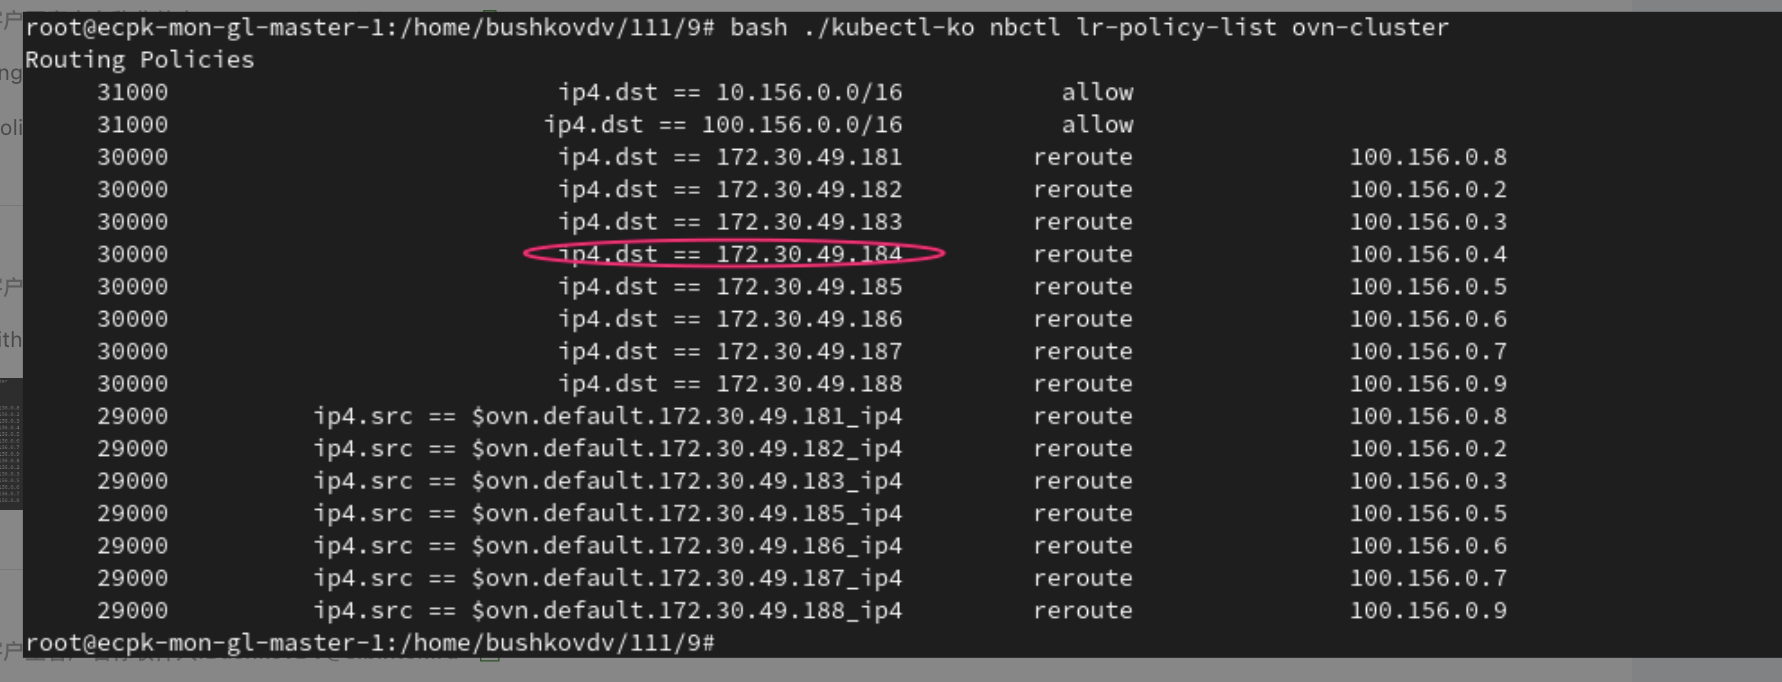 root@ecpk-mon-gl-master-1:/home/bushkovdv/111/9# bash ./kubectl-ko nbctl lr-policy-list ovn-cluster
Routing Policies
31000 ip4.dst == 10.156.0.0/16 allow
31000 ip4.dst == 100.156.0.0/16 allow
30000 ip4.dst == 172.30.49.181 reroute 100.156.0.8
30000 ip4.dst == 172.30.49.182 reroute 100.156.0.2
30000 ip4.dst == 172.30.49.183 reroute 100.156.0.3
30000 ip4.dst == 172.30.49.184 reroute 100.156.0.4
30000 ip4.dst == 172.30.49.185 reroute 100.156.0.5
30000 ip4.dst == 172.30.49.186 reroute 100.156.0.6
30000 ip4.dst == 172.30.49.187 reroute 100.156.0.7
30000 ip4.dst == 172.30.49.188 reroute 100.156.0.9
29000 ip4.src == $ovn.default.172.30.49.181_ip4 reroute 100.156.0.8
29000 ip4.src == $ovn.default.172.30.49.182_ip4 reroute 100.156.0.2
29000 ip4.src == $ovn.default.172.30.49.183_ip4 reroute 100.156.0.3
29000 ip4.src == $ovn.default.172.30.49.185_ip4 reroute 100.156.0.5
29000 ip4.src == $ovn.default.172.30.49.186_ip4 reroute 100.156.0.6
29000 ip4.src == $ovn.default.172.30.49.187_ip4 reroute 100.156.0.7
29000 ip4.src == $ovn.default.172.30.49.188_ip4 reroute 100.156.0.9
root@ecpk-mon-gl-master-1:/home/bushkovdv/111/9#